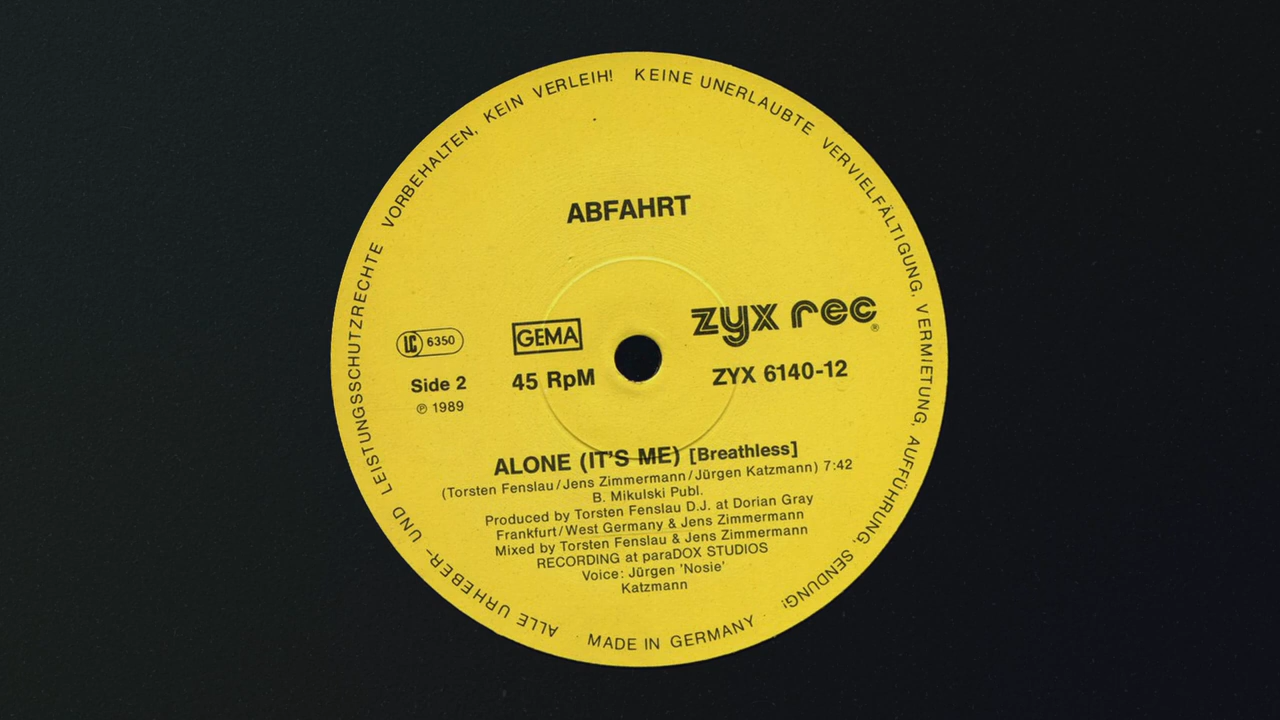 ALLE URHEBER- UND LEISTUNGSSCHUTZRECHTE VORBEHALTEN, KEIN VERLEIH! KEINE UNERLAUBTE VERVIELFÄLTIGUNG, VERMIETUNG, AUFFÜHRUNG, SENDUNG!
ABFAHRT
LC 6350
GEMA
zyx rec ®
Side 2
45 RpM
ZYX 6140-12
℗ 1989
ALONE (IT'S ME) [Breathless]
(Torsten Fenslau/Jens Zimmermann/Jürgen Katzmann) 7:42
B. Mikulski Publ.
Produced by Torsten Fenslau D.J. at Dorian Gray
Frankfurt/West Germany & Jens Zimmermann
Mixed by Torsten Fenslau & Jens Zimmermann
RECORDING at paraDOX STUDIOS
Voice: Jürgen 'Nosie'
Katzmann
MADE IN GERMANY